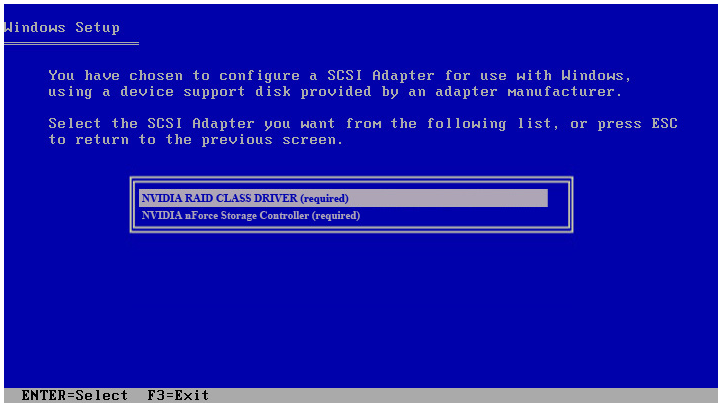 Windows Setup
You have chosen to configure a SCSI Adapter for use with Windows,
using a device support disk provided by an adapter manufacturer.
Select the SCSI Adapter you want from the following list, or press ESC
to return to the previous screen.
NVIDIA RAID CLASS DRIVER (required)
NVIDIA nForce Storage Controller (required)
ENTER=Select F3=Exit